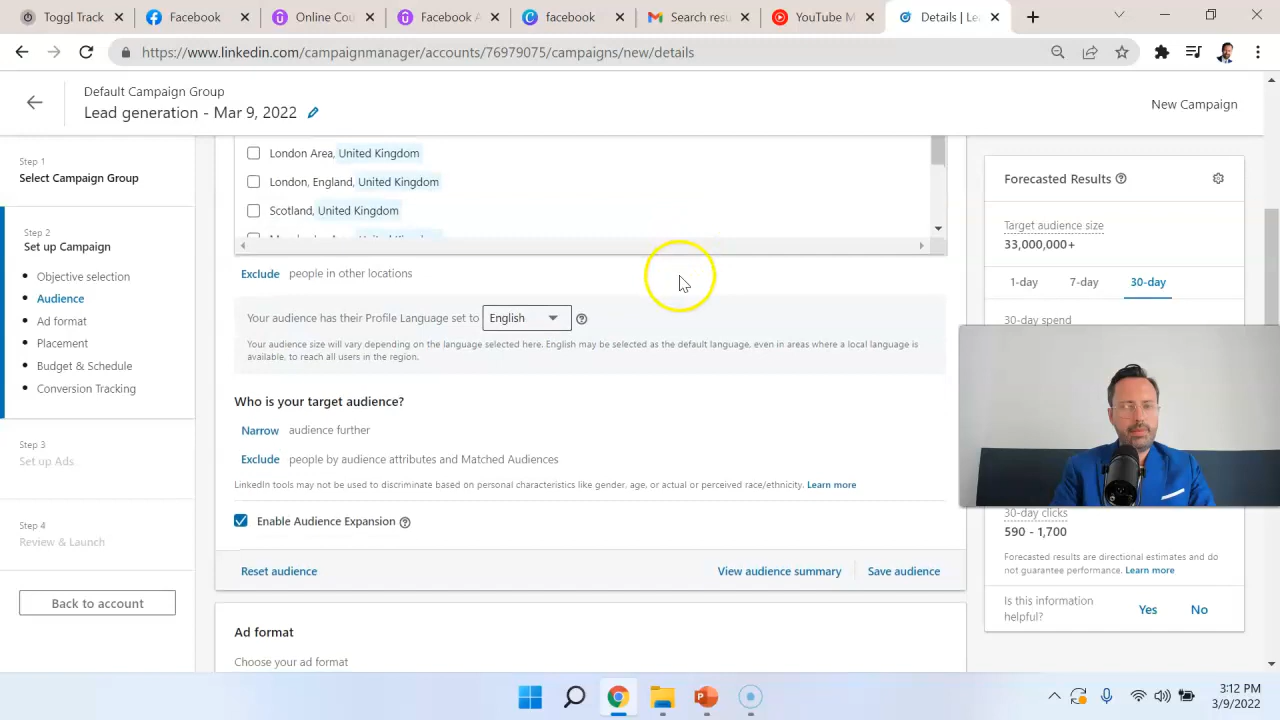 Toggl Track
Facebook
Online Cou
Facebook A
facebook
Search resu
YouTube M
Details | Le
https://www.linkedin.com/campaignmanager/accounts/76979075/campaigns/new/details
Default Campaign Group
Lead generation - Mar 9, 2022
New Campaign
Step 1
Select Campaign Group
Step 2
Set up Campaign
Objective selection
Audience
Ad format
Placement
Budget & Schedule
Conversion Tracking
Step 3
Set up Ads
Step 4
Review & Launch
Back to account
London Area, United Kingdom
London, England, United Kingdom
Scotland, United Kingdom
Exclude people in other locations
Your audience has their Profile Language set to English
Your audience size will vary depending on the language selected here. English may be selected as the default language, even in areas where a local language is
available, to reach all users in the region.
Who is your target audience?
Narrow audience further
Exclude people by audience attributes and Matched Audiences
LinkedIn tools may not be used to discriminate based on personal characteristics like gender, age, or actual or perceived race/ethnicity. Learn more
Enable Audience Expansion
Reset audience
View audience summary
Save audience
Ad format
Choose your ad format
Forecasted Results
Target audience size
33,000,000+
1-day 7-day 30-day
30-day spend
30-day clicks
590 - 1,700
Forecasted results are directional estimates and do
not guarantee performance. Learn more
Is this information
helpful?
Yes No
3:12 PM
3/9/2022